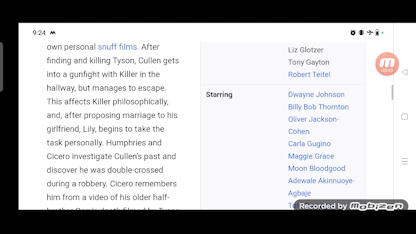 9:24
own personal snuff films. After
finding and killing Tyson, Cullen gets
into a gunfight with Killer in the
hallway, but manages to escape.
This affects Killer philosophically,
and, after proposing marriage to his
girlfriend, Lily, begins to take the
task personally. Humphries and
Cicero investigate Cullen's past and
discover he was double-crossed
during a robbery. Cicero remembers
him from a video of his older half-
Liz Glotzer
Tony Gayton
Robert Teitel
Starring
Dwayne Johnson
Billy Bob Thornton
Oliver Jackson-
Cohen
Carla Gugino
Maggie Grace
Moon Bloodgood
Adewale Akinnuoye-
Agbaje
Recorded by Mobizen